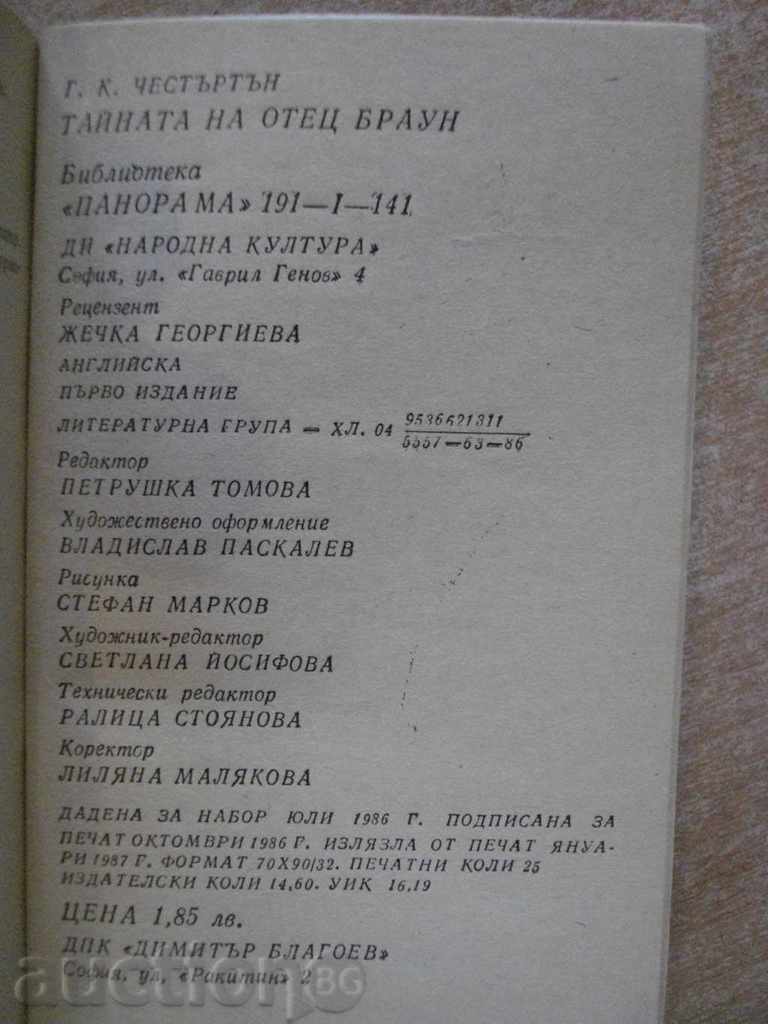 Г. К. ЧЕСТЪРТЪН
ТАЙНАТА НА ОТЕЦ БРАУН
Библиотека
«ПАНОРАМА» 191—I—141
ДИ «НАРОДНА КУЛТУРА»
София, ул. «Гаврил Генов» 4
Рецензент
ЖЕЧКА ГЕОРГИЕВА
АНГЛИЙСКА
ПЪРВО ИЗДАНИЕ
ЛИТЕРАТУРНА ГРУПА — ХЛ. 04 9536621311
5557—63—86
Редактор
ПЕТРУШКА ТОМОВА
Художествено оформление
ВЛАДИСЛАВ ПАСКАЛЕВ
Рисунка
СТЕФАН МАРКОВ
Художник-редактор
СВЕТЛАНА ЙОСИФОВА
Технически редактор
РАЛИЦА СТОЯНОВА
Коректор
ЛИЛЯНА МАЛЯКОВА
ДАДЕНА ЗА НАБОР ЮЛИ 1986 Г. ПОДПИСАНА ЗА
ПЕЧАТ ОКТОМВРИ 1986 Г. ИЗЛЯЗЛА ОТ ПЕЧАТ ЯНУА-
РИ 1987 Г. ФОРМАТ 70Х90/32. ПЕЧАТНИ КОЛИ 25
ИЗДАТЕЛСКИ КОЛИ 14,60. УИК 16,19
ЦЕНА 1,85 лв.
ДПК «ДИМИТЪР БЛАГОЕВ»
София, ул. «Ракитин» 2
auctionBG